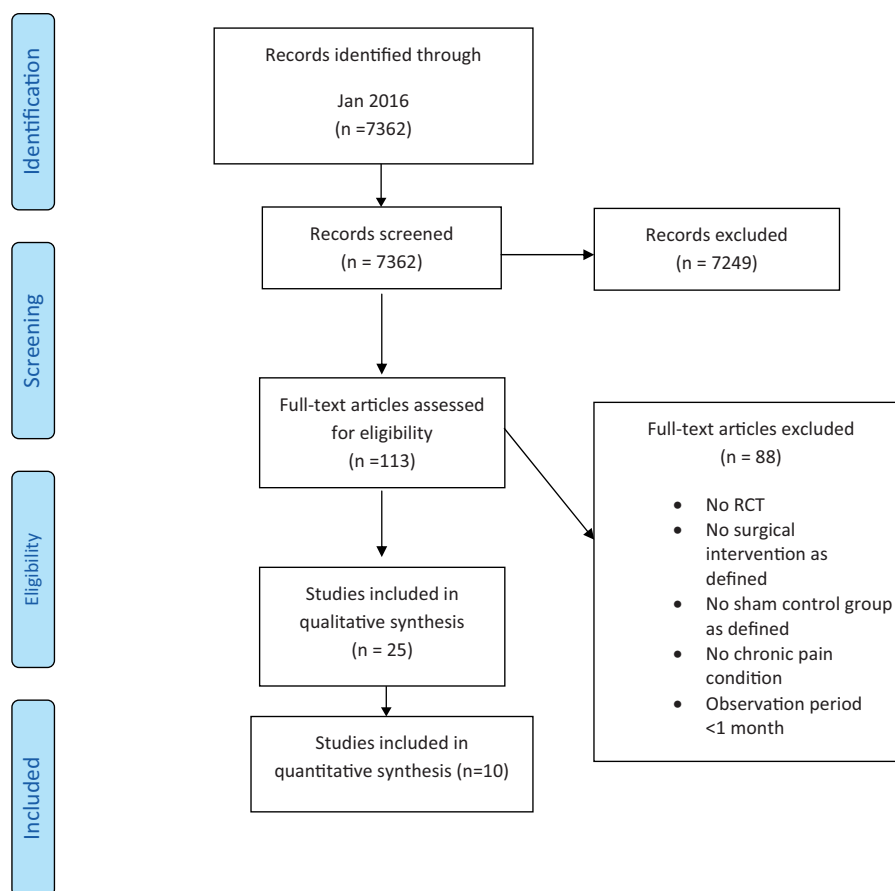 Identification
Records identified through
Jan 2016
(n =7362)
Records screened
(n = 7362)
Records excluded
(n = 7249)
Screening
Full-text articles assessed
for eligibility
(n =113)
Full-text articles excluded
(n = 88)
• No RCT
• No surgical
intervention as
defined
• No sham control group
as defined
• No chronic pain
condition
• Observation period
<1 month
Eligibility
Studies included in
qualitative synthesis
(n = 25)
Included
Studies included in
quantitative synthesis (n=10)